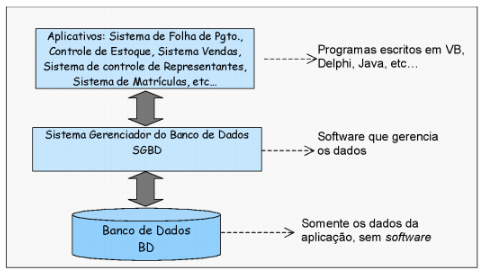 Aplicativos: Sistema de Folha de Pgto.,
Controle de Estoque, Sistema Vendas,
Sistema de controle de Representantes,
Sistema de Matrículas, etc…
Programas escritos em VB,
Delphi, Java, etc…
Sistema Gerenciador do Banco de Dados
SGBD
Software que gerencia
os dados
Banco de Dados
BD
Somente os dados da
aplicação, sem software